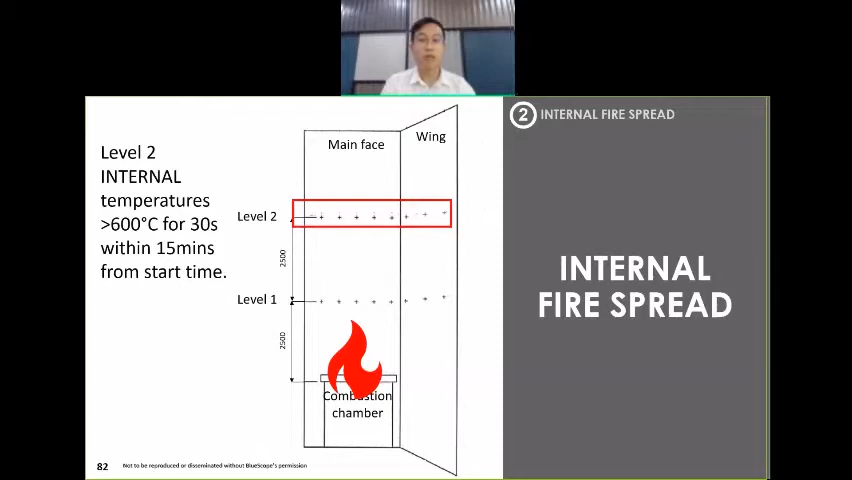 2 INTERNAL FIRE SPREAD
Level 2
INTERNAL
temperatures
>600°C for 30s
within 15mins
from start time.
Main face
Wing
Level 2
2500
Level 1
2500
Combustion
chamber
INTERNAL
FIRE SPREAD
82 Not to be reproduced or disseminated without BlueScope's permission